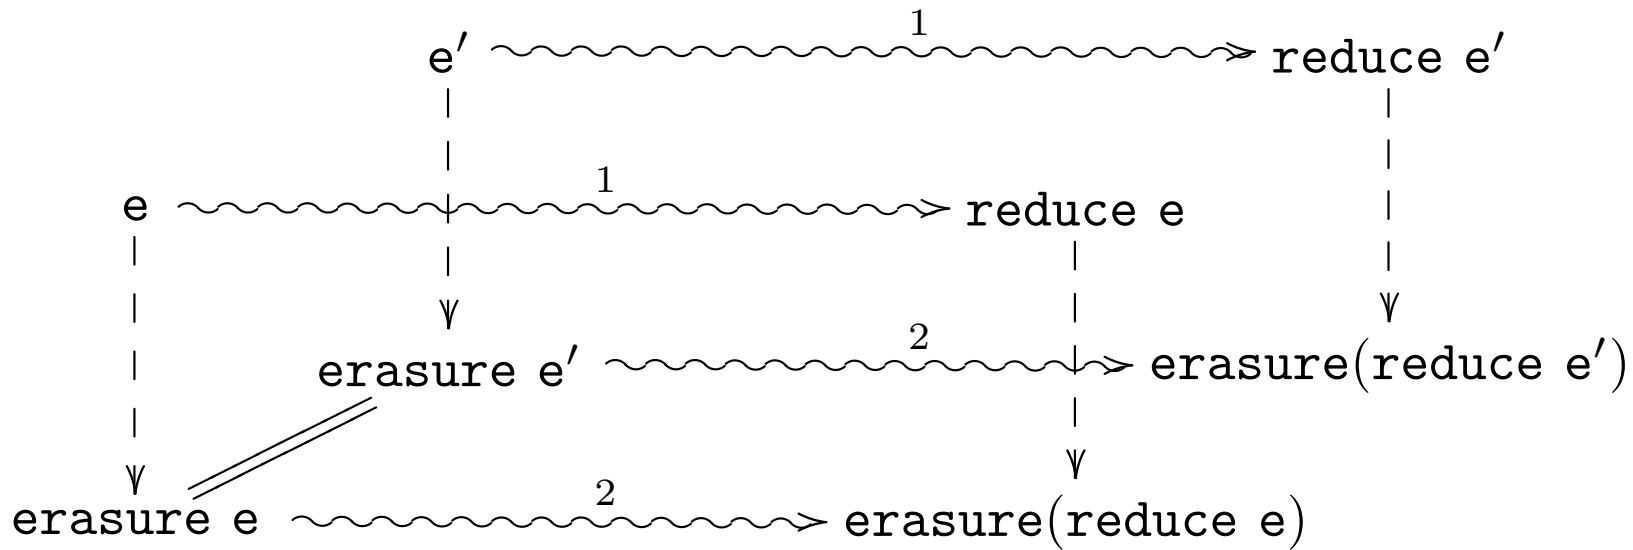 1
e′ reduce e′
1
e reduce e
2
erasure e′ erasure(reduce e′)
2
erasure e erasure(reduce e)